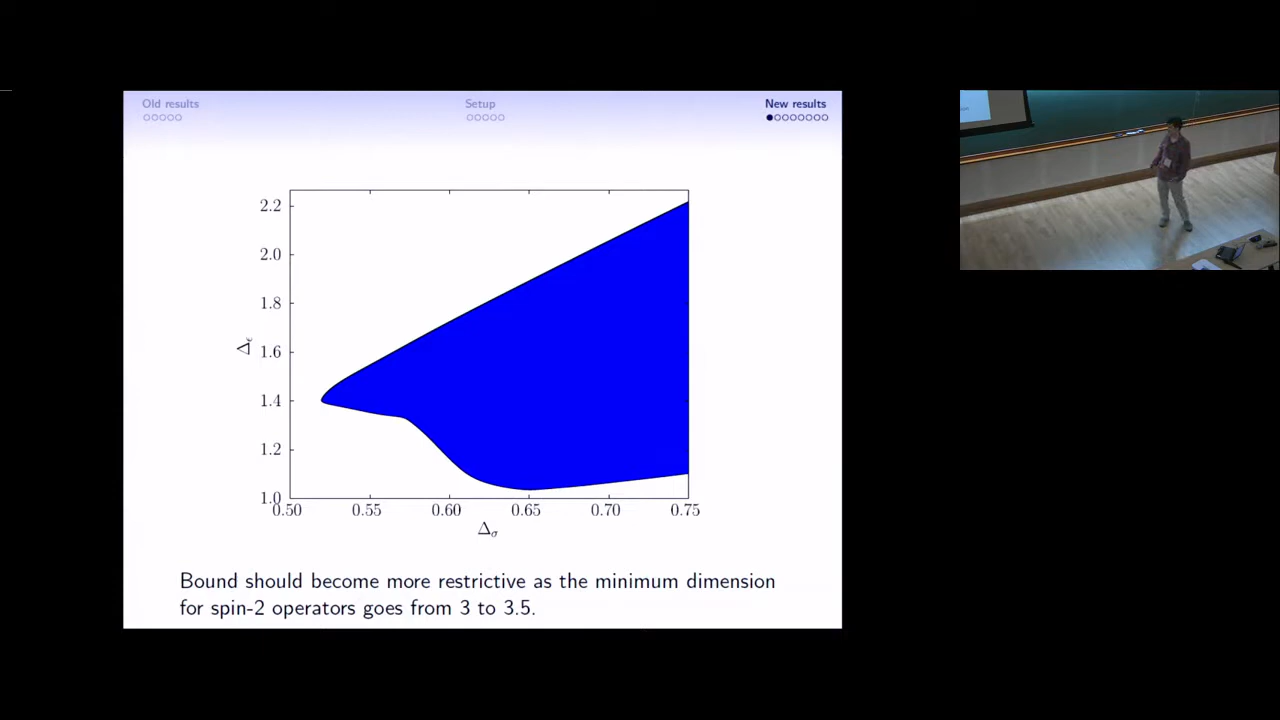 Old results
Setup
New results
2.2
2.0
1.8
1.6
1.4
1.2
1.0
Δϵ
0.50 0.55 0.60 0.65 0.70 0.75
Δσ
Bound should become more restrictive as the minimum dimension
for spin-2 operators goes from 3 to 3.5.